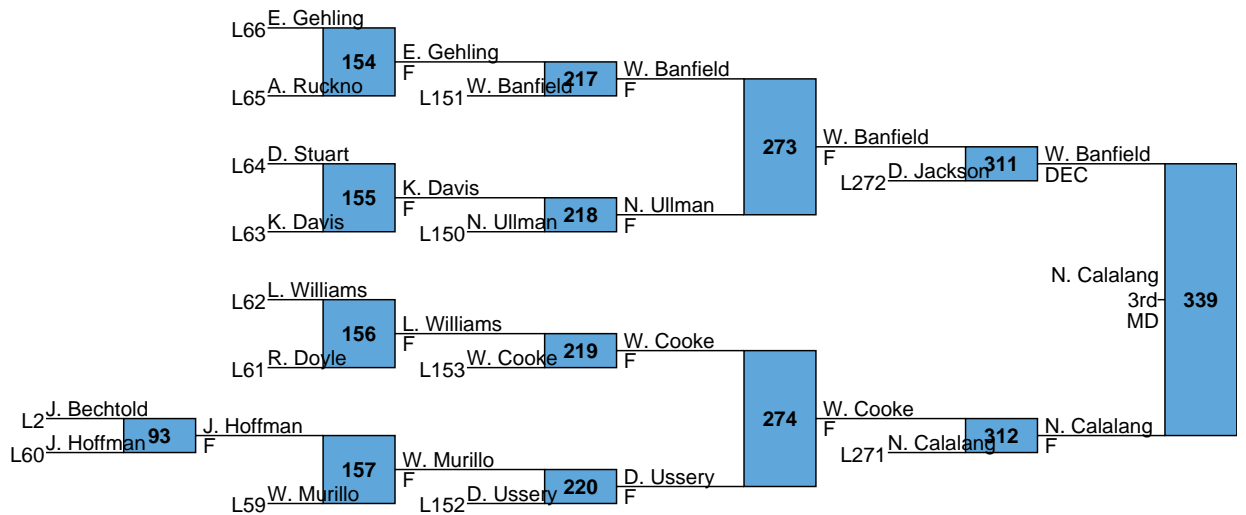 E. Gehling
L66
154
E. Gehling
F
A. Ruckno
L65
W. Banfield
L151
217
W. Banfield
F
D. Stuart
L64
155
K. Davis
F
K. Davis
L63
N. Ullman
L150
218
N. Ullman
F
273
W. Banfield
F
D. Jackson
L272
311
W. Banfield
DEC
L. Williams
L62
156
L. Williams
F
R. Doyle
L61
W. Cooke
L153
219
W. Cooke
F
J. Bechtold
L2
93
J. Hoffman
F
J. Hoffman
L60
157
W. Murillo
F
W. Murillo
L59
D. Ussery
L152
220
D. Ussery
F
274
W. Cooke
F
N. Calalang
L271
312
N. Calalang
F
N. Calalang
3rd
MD
339